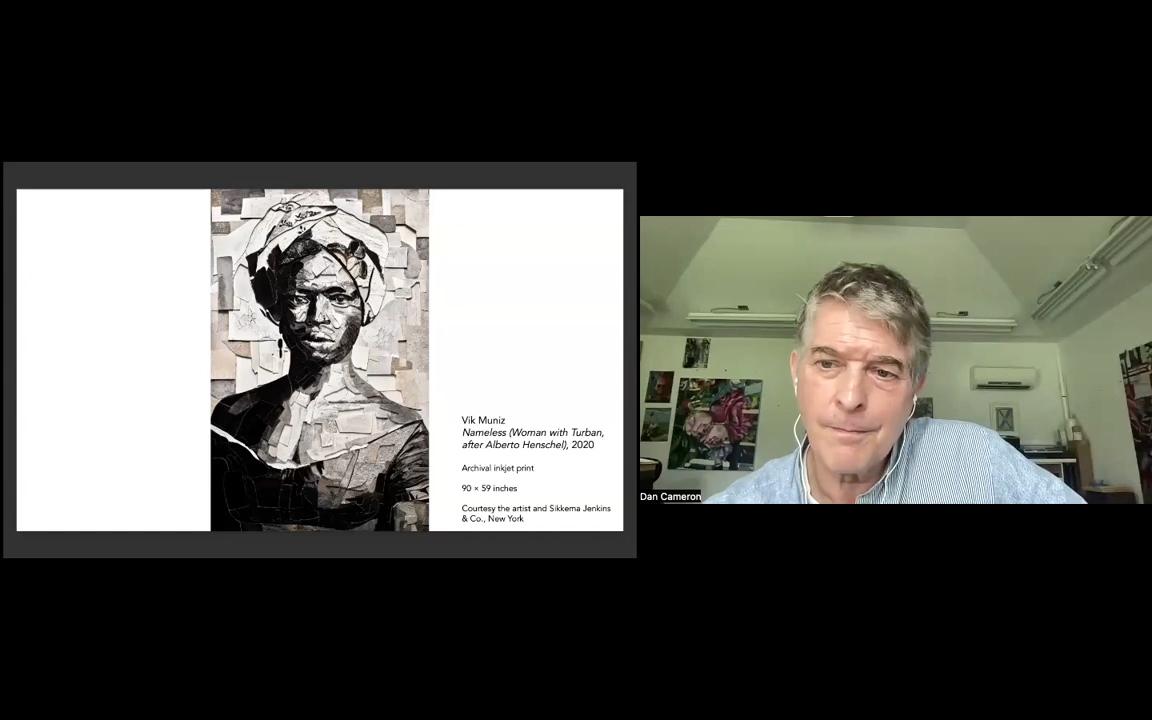 Vik Muniz
Nameless (Woman with Turban,
after Alberto Henschel), 2020
Archival inkjet print
90 × 59 inches
Courtesy the artist and Sikkema Jenkins
& Co., New York
Dan Cameron